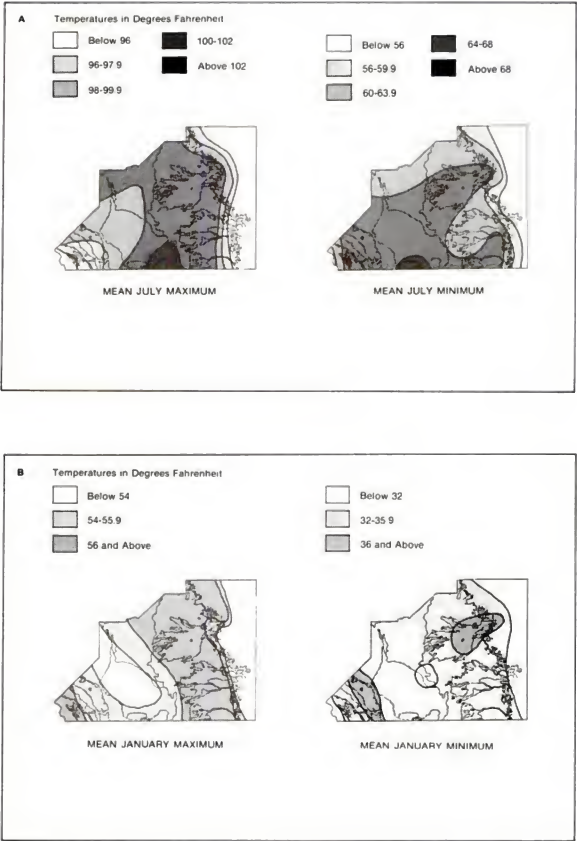 A Temperatures in Degrees Fahrenheit
Below 96
96-97.9
98-99.9
100-102
Above 102
Below 56
56-59.9
60-63.9
64-68
Above 68
MEAN JULY MAXIMUM
MEAN JULY MINIMUM
B Temperatures in Degrees Fahrenheit
Below 54
54-55.9
56 and Above
Below 32
32-35.9
36 and Above
MEAN JANUARY MAXIMUM
MEAN JANUARY MINIMUM